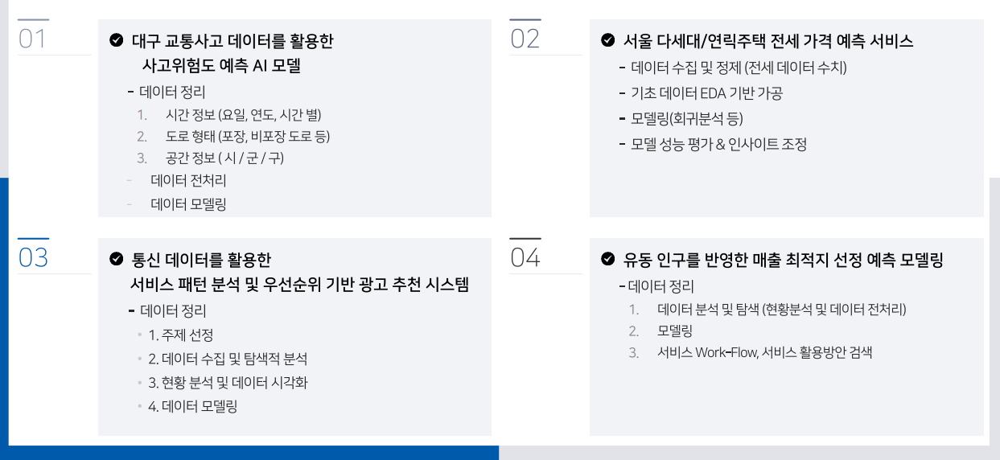 01
대구 교통사고 데이터를 활용한
사고위험도 예측 AI 모델
- 데이터 정리
1. 시간 정보 (요일, 연도, 시간 별)
2. 도로 형태 (포장, 비포장 도로 등)
3. 공간 정보 ( 시 / 군 / 구)
- 데이터 전처리
- 데이터 모델링
02
서울 다세대/연릭주택 전세 가격 예측 서비스
- 데이터 수집 및 정제 (전세 데이터 수치)
- 기초 데이터 EDA 기반 가공
- 모델링(회귀분석 등)
- 모델 성능 평가 & 인사이트 조정
03
통신 데이터를 활용한
서비스 패턴 분석 및 우선순위 기반 광고 추천 시스템
- 데이터 정리
• 1. 주제 선정
• 2. 데이터 수집 및 탐색적 분석
• 3. 현황 분석 및 데이터 시각화
• 4. 데이터 모델링
04
유동 인구를 반영한 매출 최적지 선정 예측 모델링
- 데이터 정리
1. 데이터 분석 및 탐색 (현황분석 및 데이터 전처리)
2. 모델링
3. 서비스 Work-Flow, 서비스 활용방안 검색